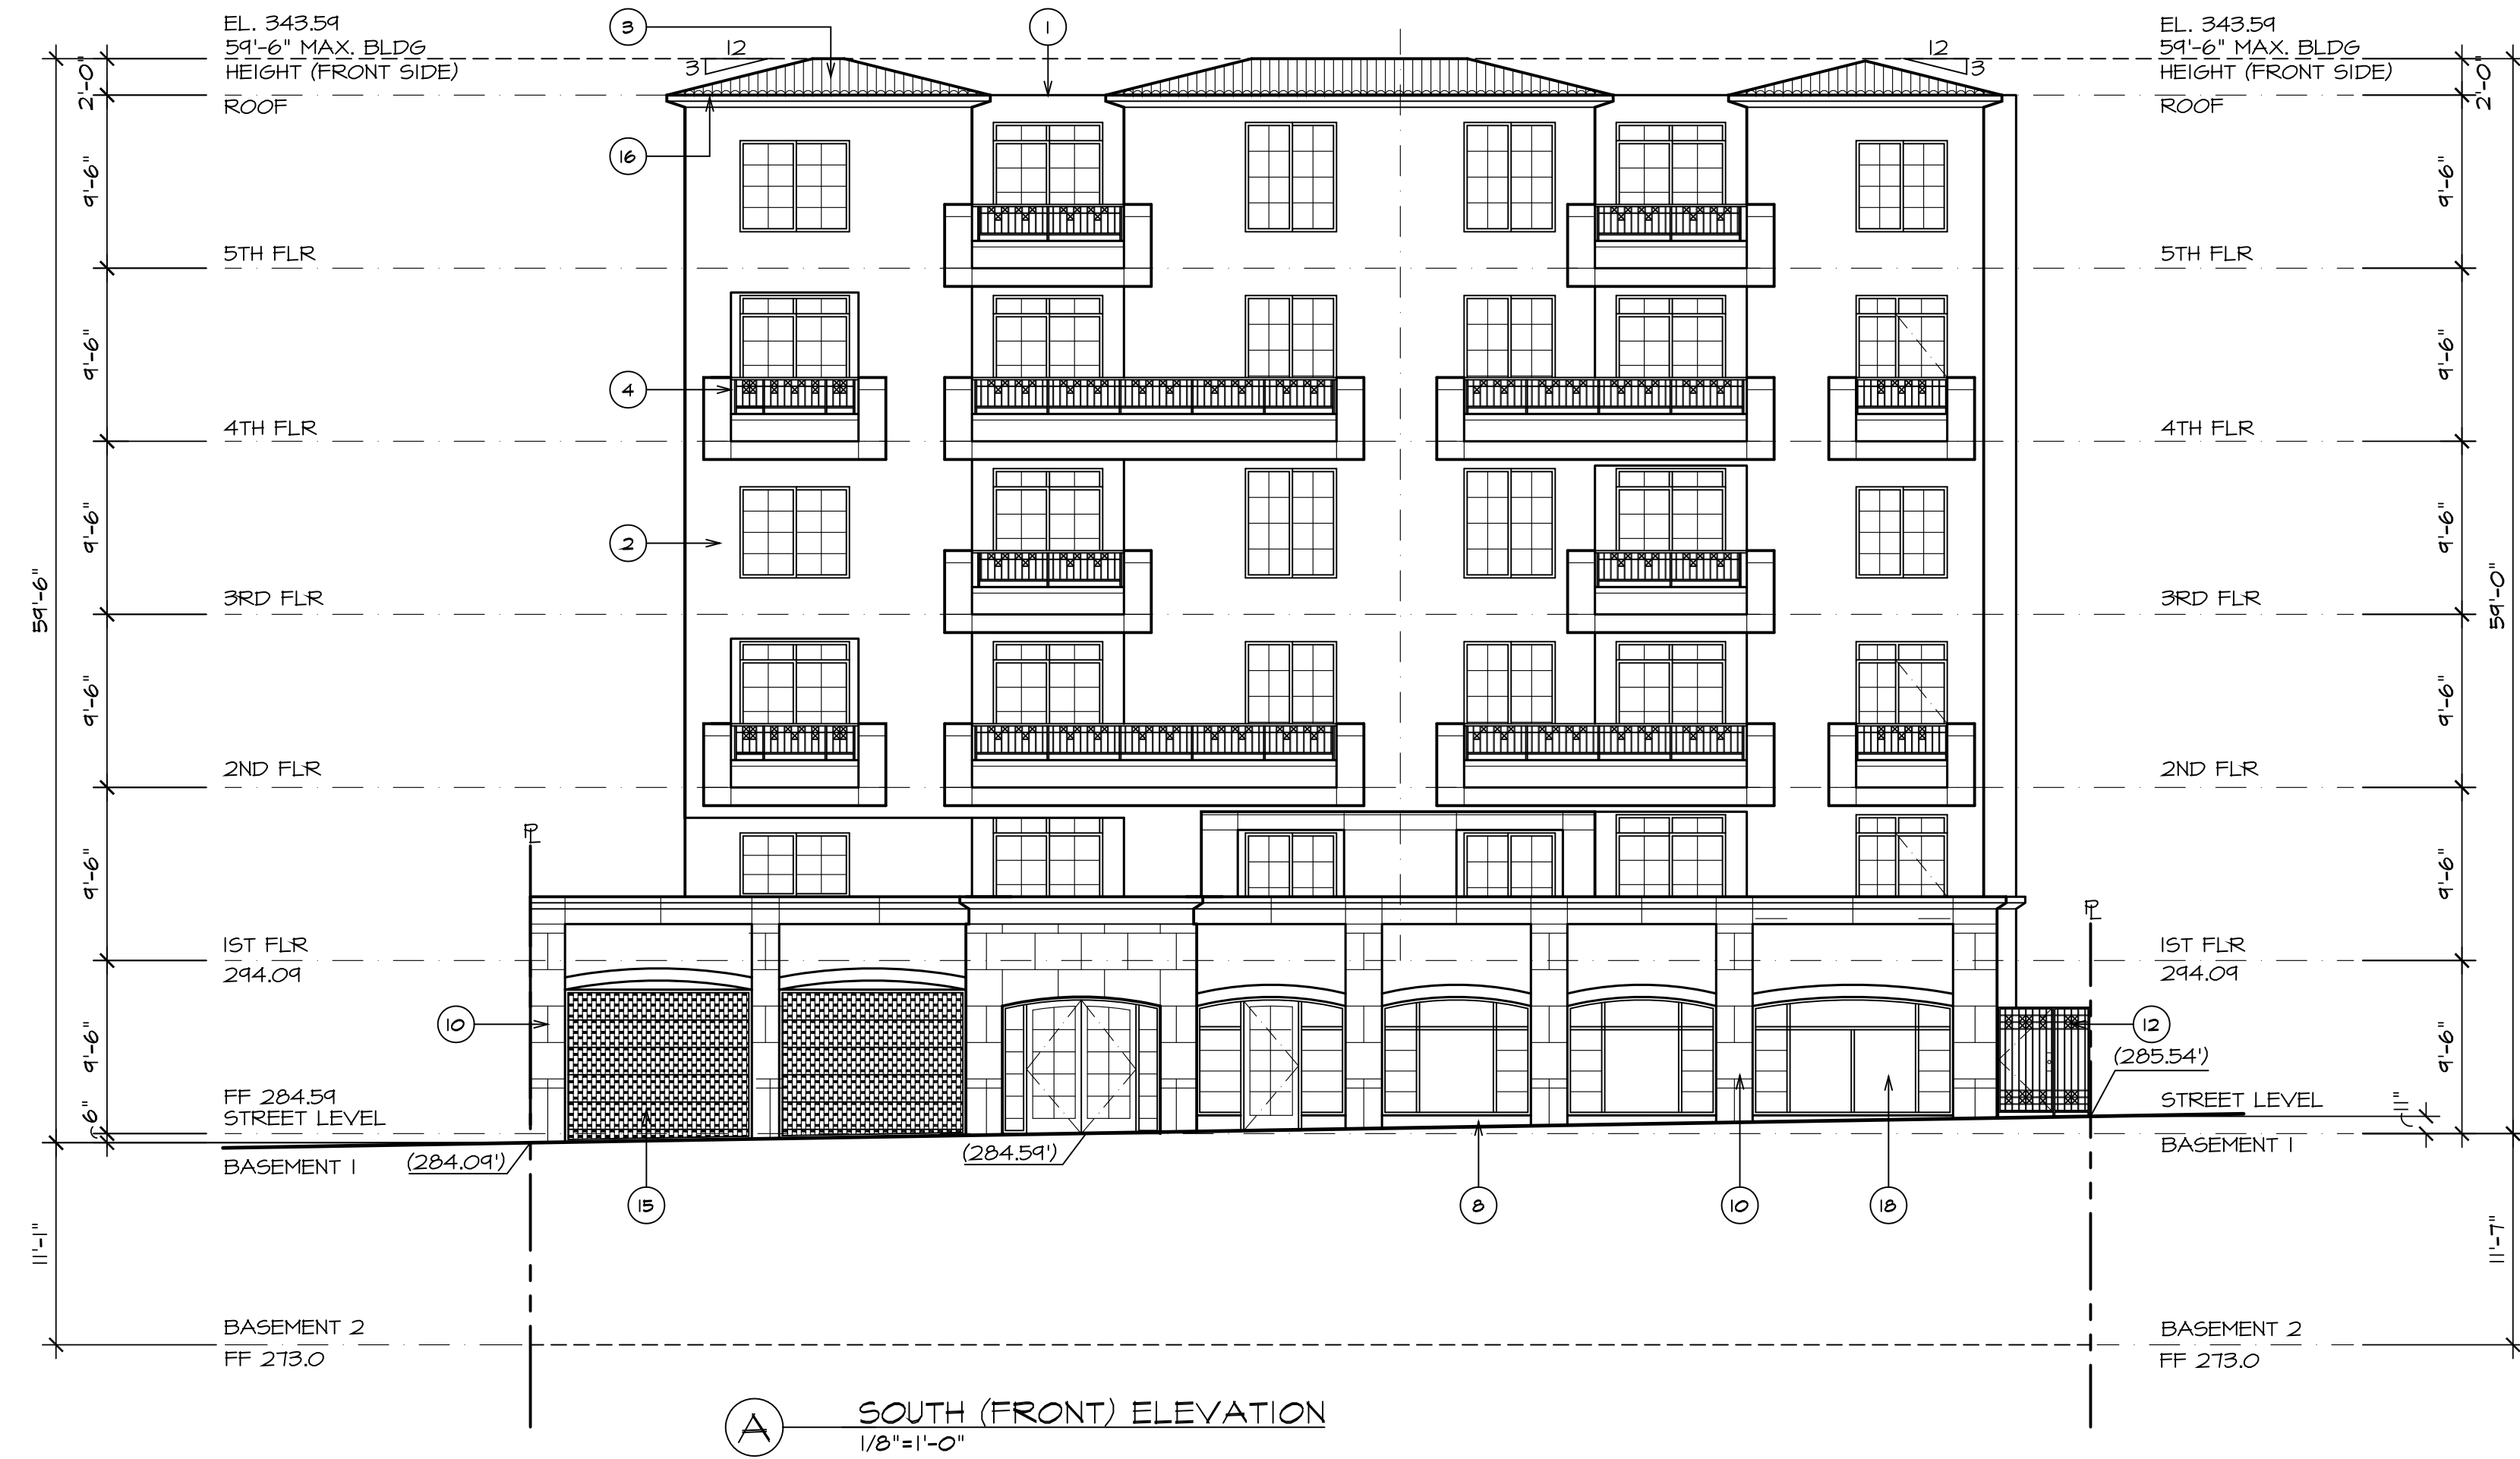 EL. 343.59
59'-6" MAX. BLDG
HEIGHT (FRONT SIDE)
ROOF
5TH FLR
4TH FLR
3RD FLR
2ND FLR
1ST FLR
294.09
FF 284.59
STREET LEVEL
BASEMENT 1
BASEMENT 2
FF 273.0
2'-0"
9'-6"
9'-6"
9'-6"
9'-6"
9'-6"
9'-6"
6"
59'-6"
11'-1"
3
1
12
3
16
4
2
PL
10
(284.09')
(284.59')
15
8
10
18
12
(285.54')
PL
12
3
EL. 343.59
59'-6" MAX. BLDG
HEIGHT (FRONT SIDE)
ROOF
5TH FLR
4TH FLR
3RD FLR
2ND FLR
1ST FLR
294.09
STREET LEVEL
BASEMENT 1
BASEMENT 2
FF 273.0
2'-0"
9'-6"
9'-6"
9'-6"
9'-6"
9'-6"
9'-6"
11"
59'-0"
11'-7"
A
SOUTH (FRONT) ELEVATION
1/8"=1'-0"